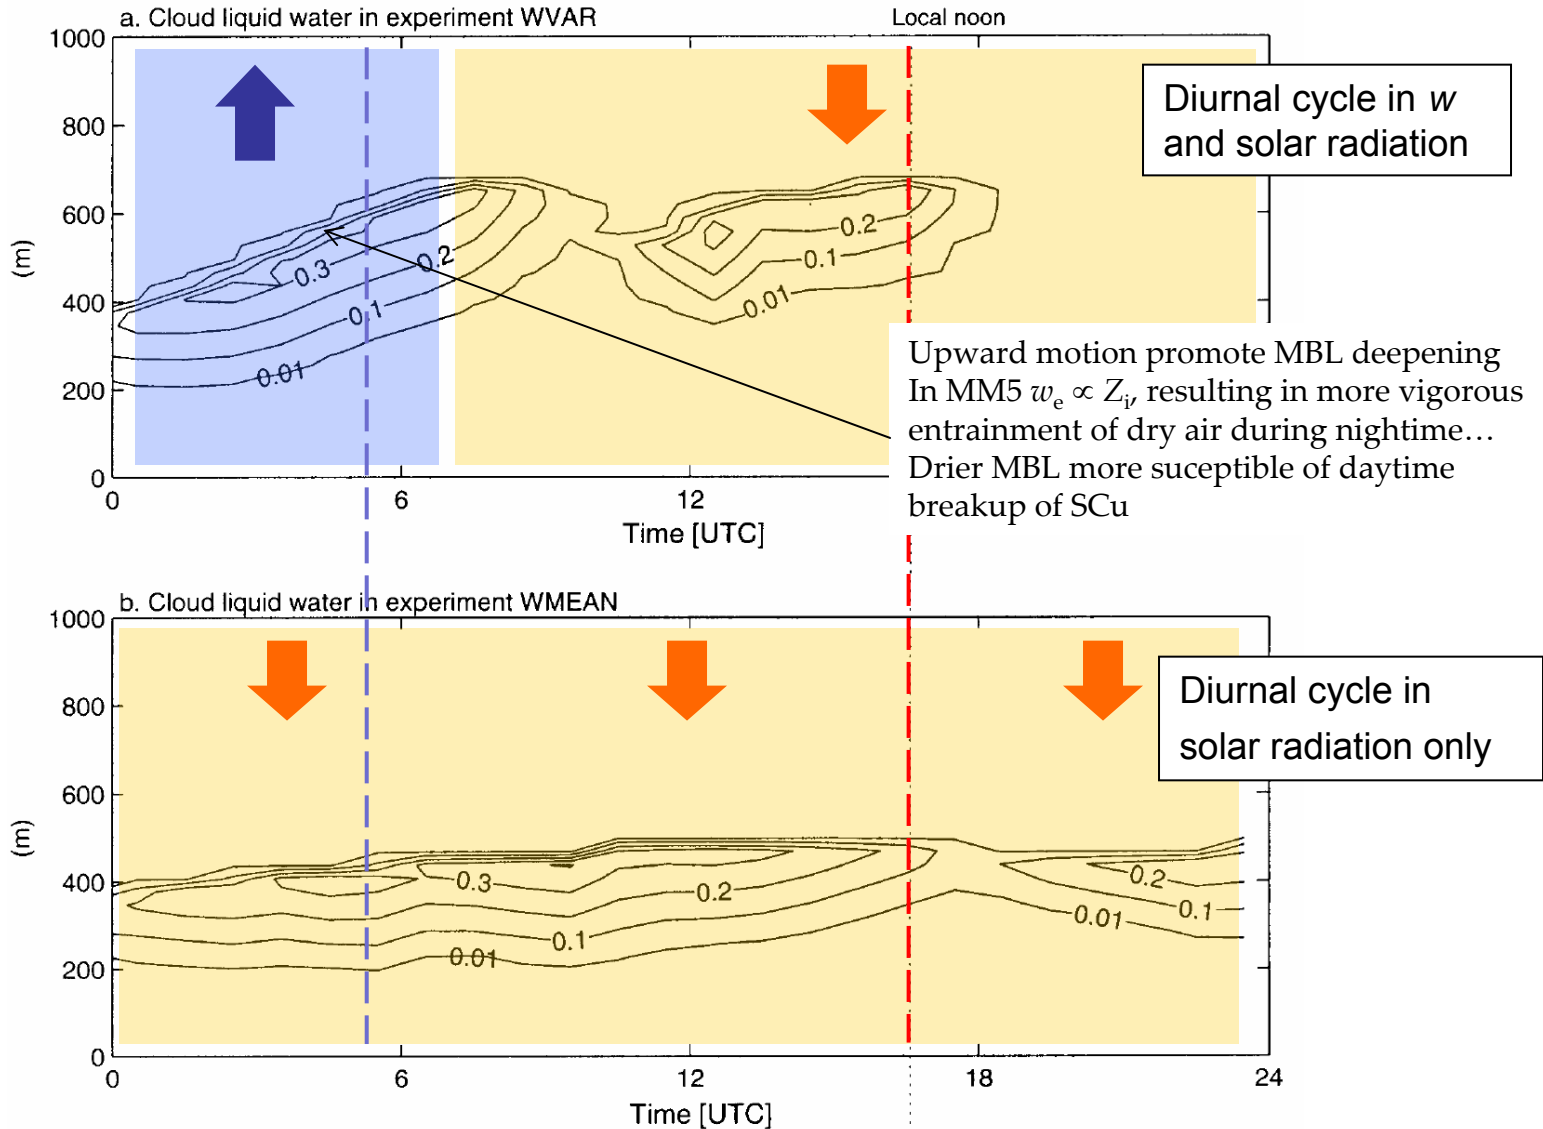 a. Cloud liquid water in experiment WVAR
Local noon
1000
800
600
400
200
0
(m)
0.3
0.2
0.1
0.01
0.2
0.1
0.01
0
6
12
Time [UTC]
Diurnal cycle in w
and solar radiation
Upward motion promote MBL deepening
In MM5 we ∝ Zi, resulting in more vigorous
entrainment of dry air during nightime…
Drier MBL more suceptible of daytime
breakup of SCu
b. Cloud liquid water in experiment WMEAN
1000
800
600
400
200
0
(m)
0.3
0.2
0.1
0.01
0.2
0.1
0.01
0
6
12
18
24
Time [UTC]
Diurnal cycle in
solar radiation only